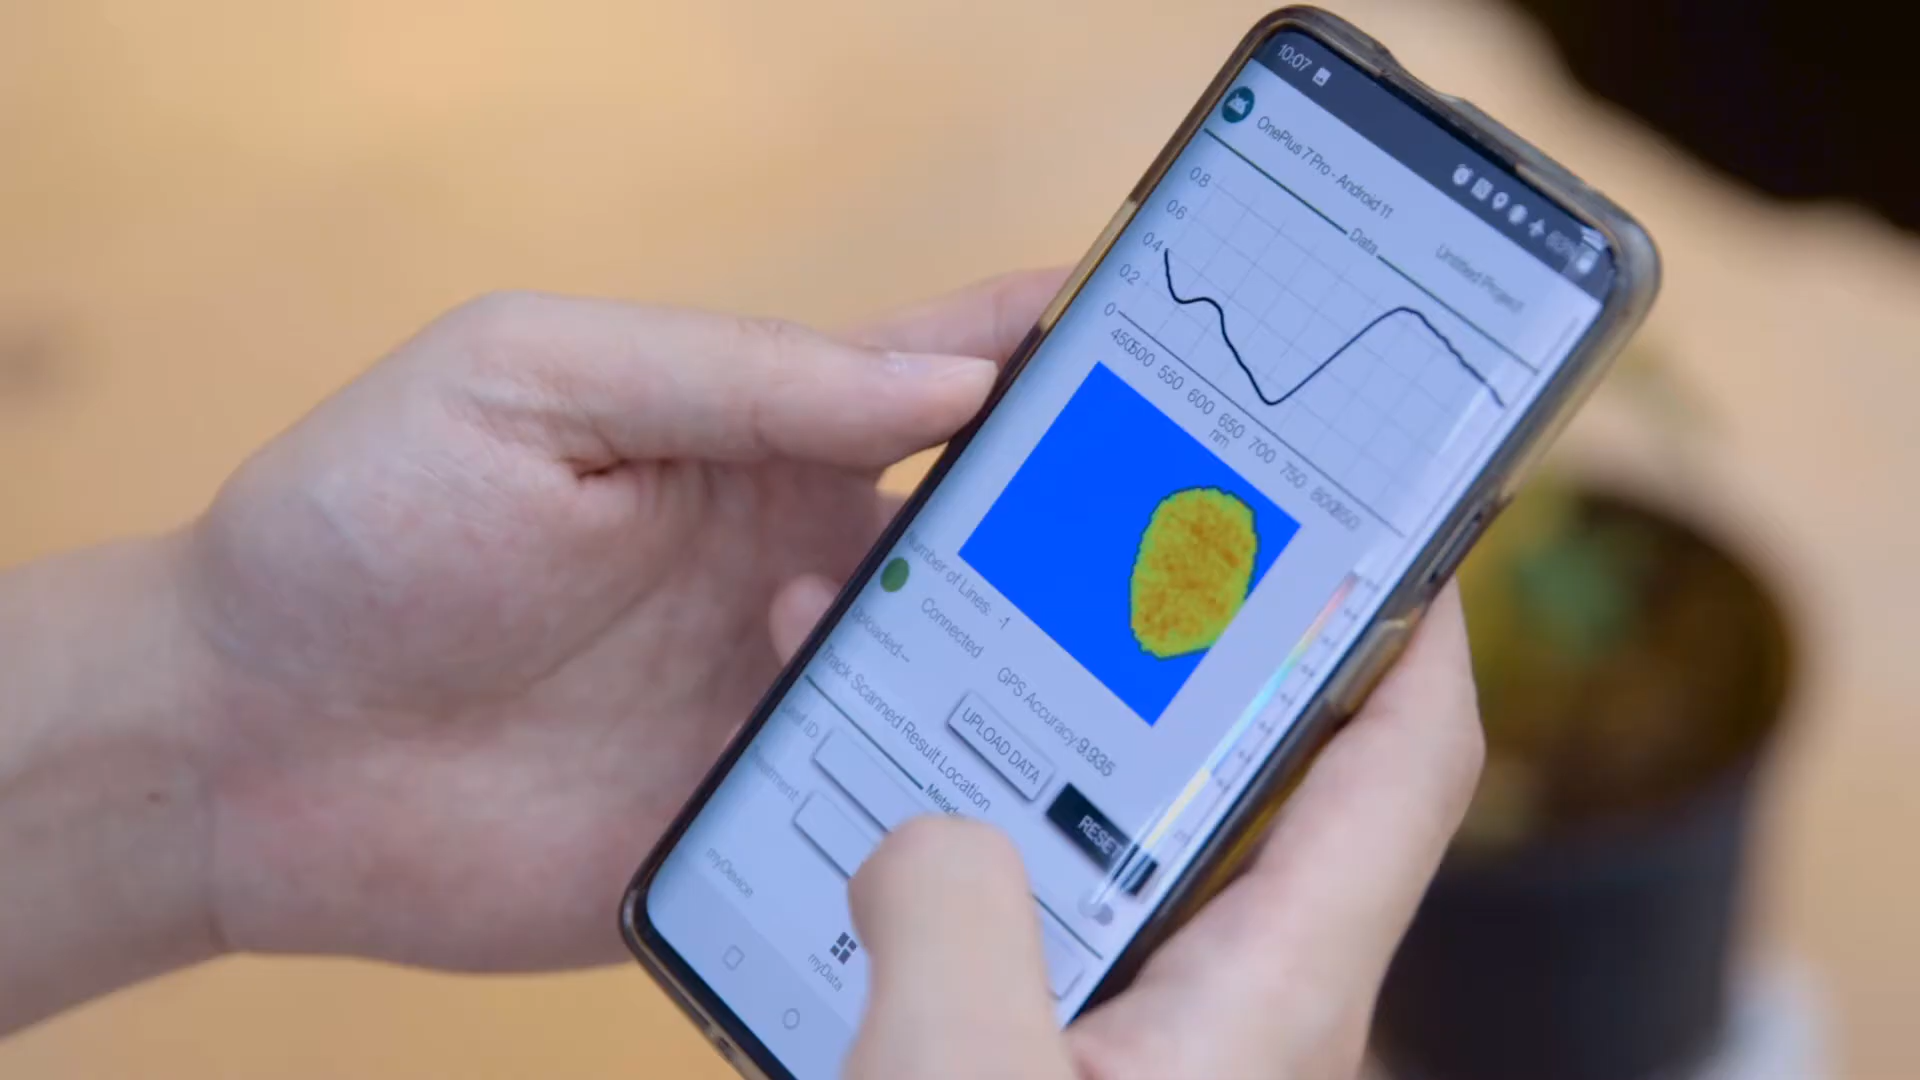 10:07
OnePlus 7 Pro - Android 11
Untitled Project
Data
0.8
0.6
0.4
0.2
0
450 500 550 600 650 700 750 800 850
nm
Number of Lines: -1
Connected
GPS Accuracy:9.935
Uploaded:--
UPLOAD DATA
RESET
Track Scanned Result Location
Metad
ID
myDevice
myData